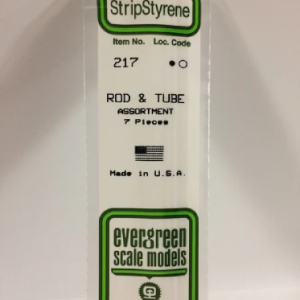 StripStyrene
Item No. Loc. Code
217
ROD & TUBE
ASSORTMENT
7 Pieces
Made in U.S.A.
evergreen
scale models